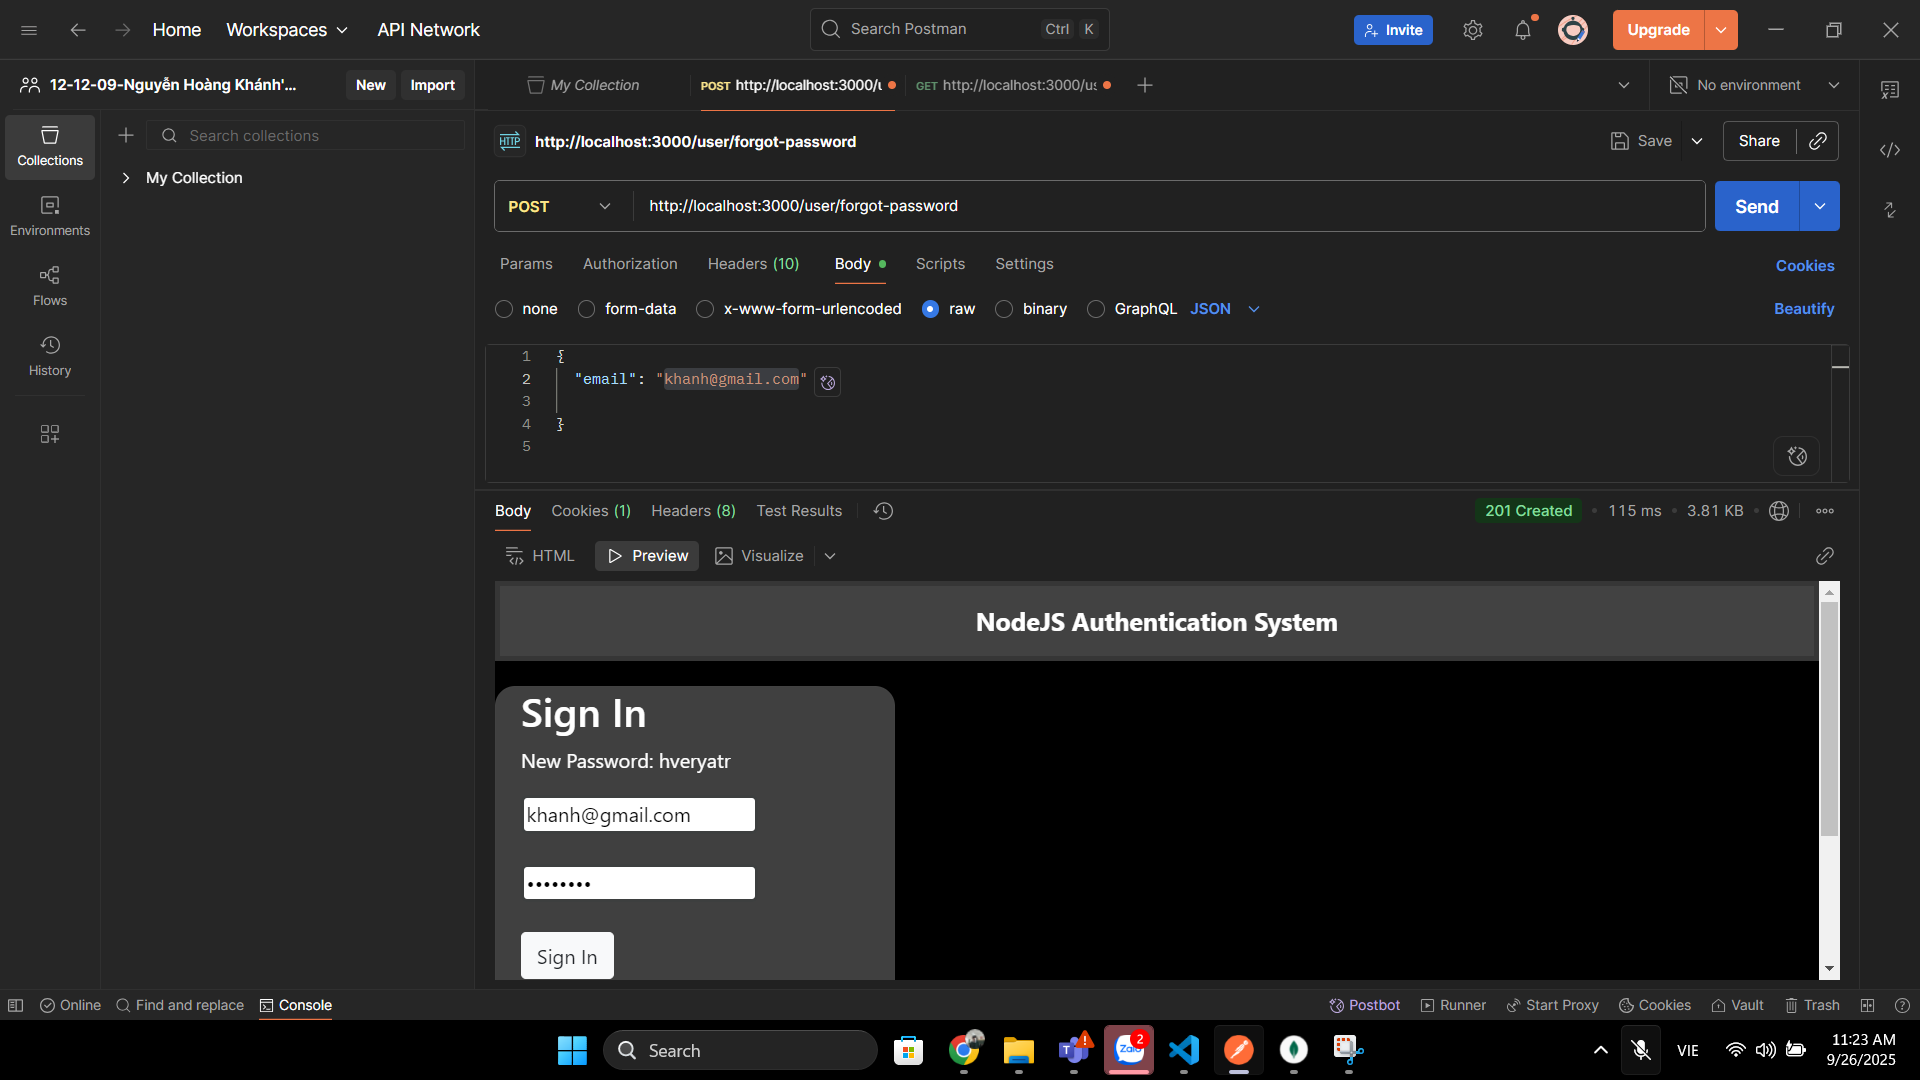 Home Workspaces API Network Search Postman Ctrl K Invite Upgrade
12-12-09-Nguyễn Hoàng Khánh'... New Import My Collection POST http://localhost:3000/u GET http://localhost:3000/us No environment
Collections Search collections HTTP http://localhost:3000/user/forgot-password Save Share
My Collection
Environments POST http://localhost:3000/user/forgot-password Send
Params Authorization Headers (10) Body Scripts Settings Cookies
Flows none form-data x-www-form-urlencoded raw binary GraphQL JSON Beautify
History
1 {
2 "email": "khanh@gmail.com"
3
4 }
5
Body Cookies (1) Headers (8) Test Results 201 Created 115 ms 3.81 KB
HTML Preview Visualize
NodeJS Authentication System
Sign In
New Password: hveryatr
khanh@gmail.com
••••••••
Sign In
Online Find and replace Console Postbot Runner Start Proxy Cookies Vault Trash
Search Zalo 2 VIE 11:23 AM
9/26/2025